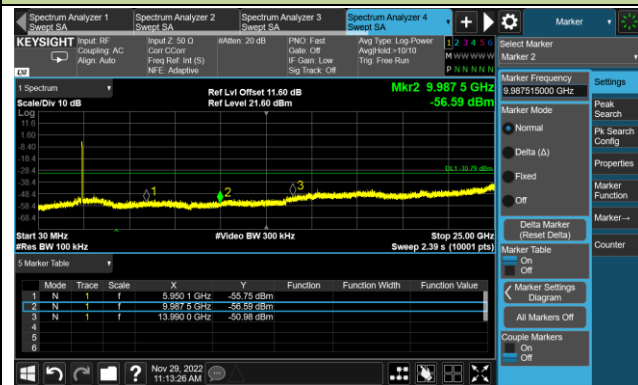 Spectrum Analyzer 1
Swept SA
Spectrum Analyzer 2
Swept SA
Spectrum Analyzer 3
Swept SA
Spectrum Analyzer 4
Swept SA
Marker
KEYSIGHT
Input: RF
Coupling: AC
Align: Auto
Input Z: 50 Ω
Corr CCorr
Freq Ref: Int (S)
NFE: Adaptive
#Atten: 20 dB
PNO: Fast
Gate: Off
IF Gain: Low
Sig Track: Off
Avg Type: Log-Power
Avg|Hold:>10/10
Trig: Free Run
1 2 3 4 5 6
M W W W W W
P N N N N N
LXI
Select Marker
Marker 2
Marker Frequency
9.987515000 GHz
Marker Mode
Normal
Delta (Δ)
Fixed
Off
Delta Marker
(Reset Delta)
Marker Table
On
Off
Marker Settings
Diagram
All Markers Off
Couple Markers
On
Off
Settings
Peak
Search
Pk Search
Config
Properties
Marker
Function
Marker→
Counter
1 Spectrum
Scale/Div 10 dB
Ref Lvl Offset 11.60 dB
Ref Level 21.60 dBm
Mkr2 9.987 5 GHz
-56.59 dBm
Log
11.6
1.60
-8.40
-18.4
-28.4
-38.4
-48.4
-58.4
-68.4
DL1 -30.79 dBm
1
2
3
Start 30 MHz
#Res BW 100 kHz
#Video BW 300 kHz
Stop 25.00 GHz
Sweep 2.39 s (10001 pts)
5 Marker Table
Mode Trace Scale X Y Function Function Width Function Value
1 N 1 f 5.950 1 GHz -55.75 dBm
2 N 1 f 9.987 5 GHz -56.59 dBm
3 N 1 f 13.990 0 GHz -50.98 dBm
4
5
6
Nov 29, 2022
11:13:26 AM